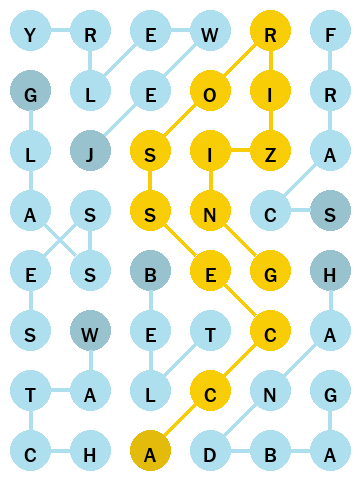 Y R E W R F
G L E O I R
L J S I Z A
A S S N C S
E S B E G H
S W E T C A
T A L C N G
C H A D B A